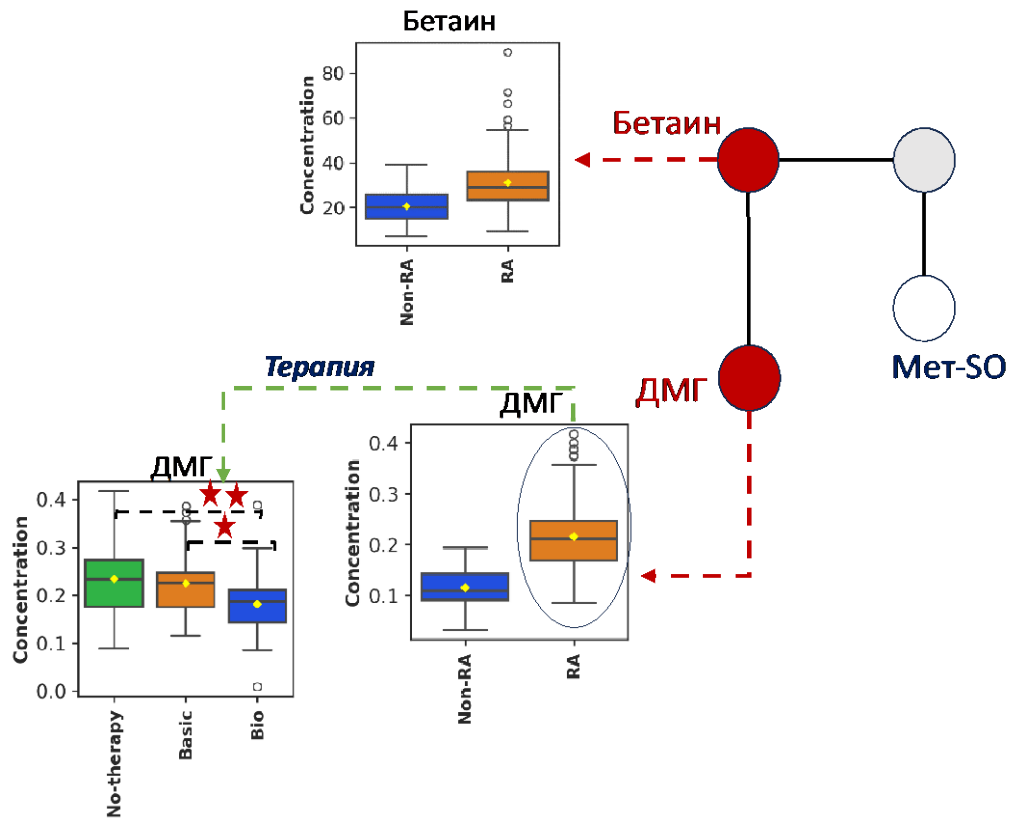 Бетаин
Concentration
80
60
40
20
Non-RA
RA
Бетаин
Мет-SO
ДМГ
Терапия
ДМГ
Concentration
0.4
0.3
0.2
0.1
Non-RA
RA
ДМГ
Concentration
0.4
0.3
0.2
0.1
0.0
No-therapy
Basic
Bio